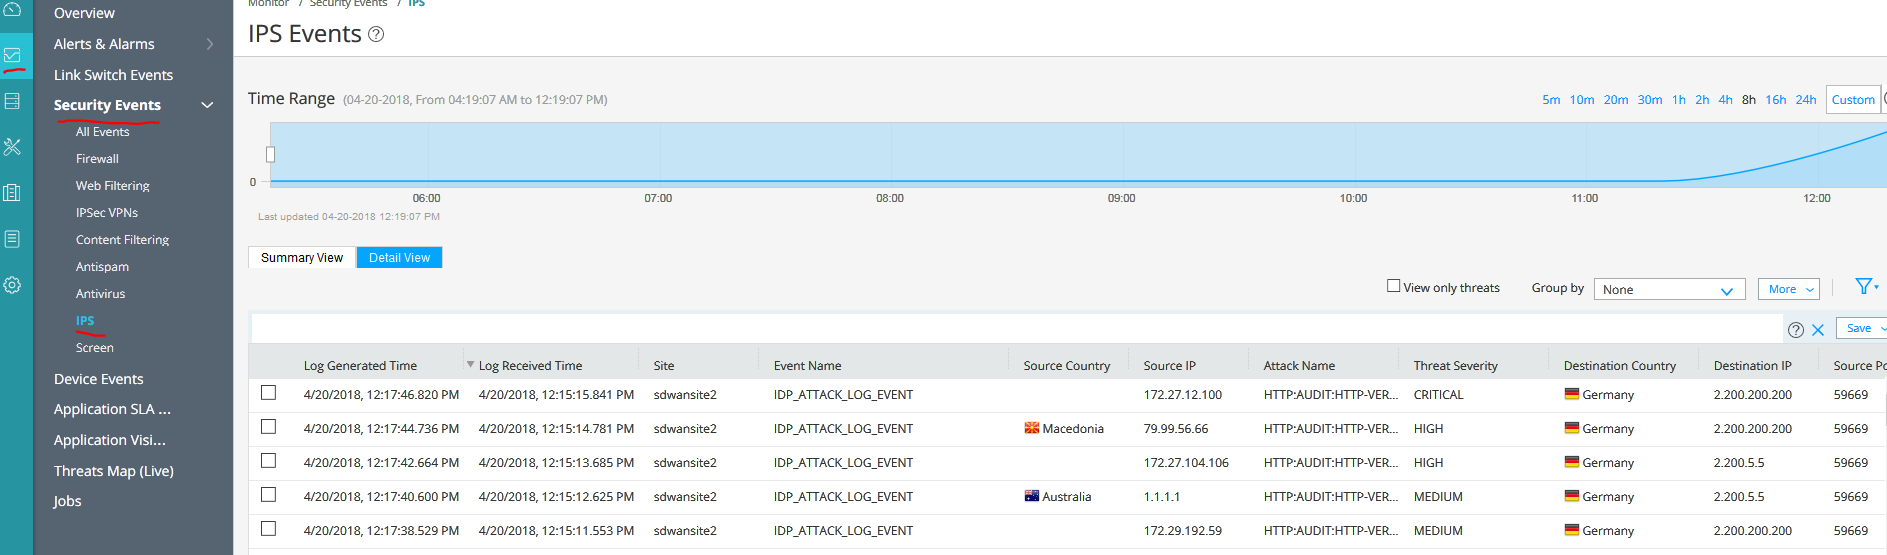 Monitor / Security Events / IPS
IPS Events
Overview
Alerts & Alarms
Link Switch Events
Security Events
All Events
Firewall
Web Filtering
IPSec VPNs
Content Filtering
Antispam
Antivirus
IPS
Screen
Device Events
Application SLA ...
Application Visi...
Threats Map (Live)
Jobs
Time Range (04-20-2018, From 04:19:07 AM to 12:19:07 PM)
5m 10m 20m 30m 1h 2h 4h 8h 16h 24h Custom
0
06:00 07:00 08:00 09:00 10:00 11:00 12:00
Last updated 04-20-2018 12:19:07 PM
Summary View Detail View
View only threats Group by None More
Save
Log Generated Time Log Received Time Site Event Name Source Country Source IP Attack Name Threat Severity Destination Country Destination IP Source Po
4/20/2018, 12:17:46.820 PM 4/20/2018, 12:15:15.841 PM sdwansite2 IDP_ATTACK_LOG_EVENT 172.27.12.100 HTTP:AUDIT:HTTP-VER... CRITICAL Germany 2.200.200.200 59669
4/20/2018, 12:17:44.736 PM 4/20/2018, 12:15:14.781 PM sdwansite2 IDP_ATTACK_LOG_EVENT Macedonia 79.99.56.66 HTTP:AUDIT:HTTP-VER... HIGH Germany 2.200.200.200 59669
4/20/2018, 12:17:42.664 PM 4/20/2018, 12:15:13.685 PM sdwansite2 IDP_ATTACK_LOG_EVENT 172.27.104.106 HTTP:AUDIT:HTTP-VER... HIGH Germany 2.200.5.5 59669
4/20/2018, 12:17:40.600 PM 4/20/2018, 12:15:12.625 PM sdwansite2 IDP_ATTACK_LOG_EVENT Australia 1.1.1.1 HTTP:AUDIT:HTTP-VER... MEDIUM Germany 2.200.5.5 59669
4/20/2018, 12:17:38.529 PM 4/20/2018, 12:15:11.553 PM sdwansite2 IDP_ATTACK_LOG_EVENT 172.29.192.59 HTTP:AUDIT:HTTP-VER... MEDIUM Germany 2.200.200.200 59669